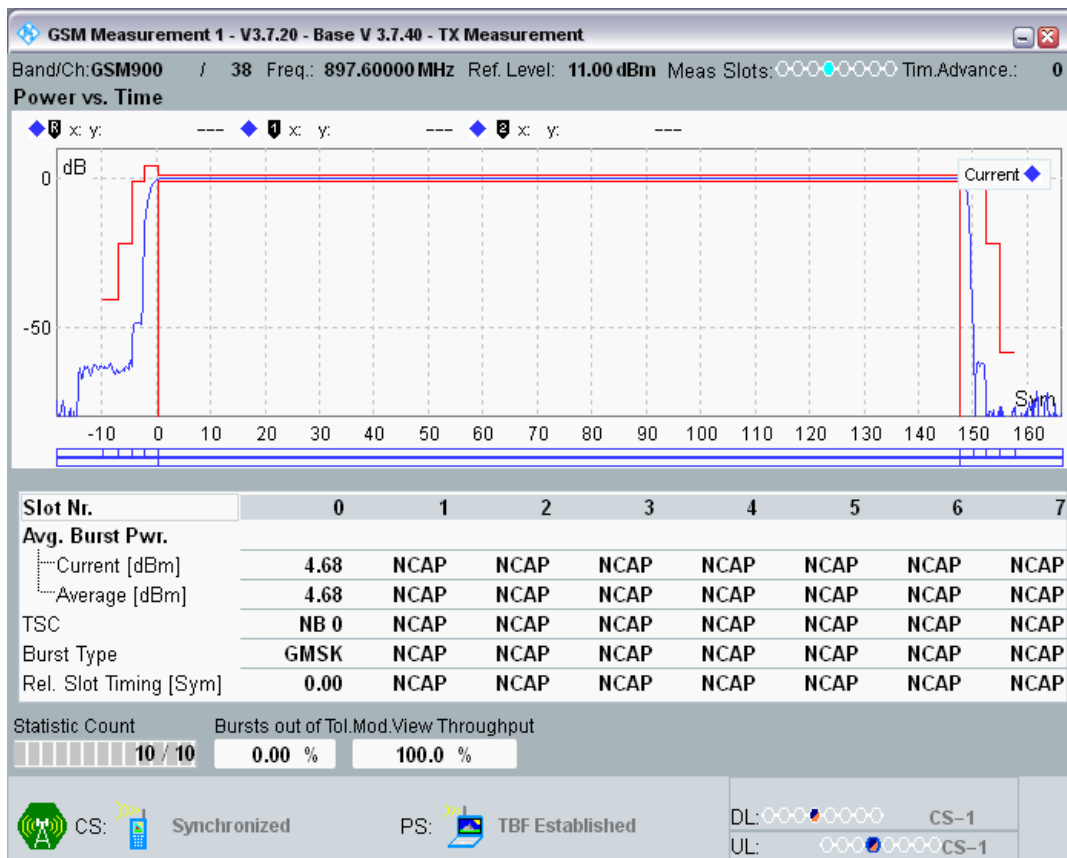 GSM Measurement 1 - V3.7.20 - Base V 3.7.40 - TX Measurement
Band/Ch:GSM900 / 38 Freq.: 897.60000 MHz Ref. Level: 11.00 dBm Meas Slots: Tim.Advance.: 0
Power vs. Time
R x: y: --- 1 x: y: --- 2 x: y: ---
dB
0
Current
-50
Sym
-10 0 10 20 30 40 50 60 70 80 90 100 110 120 130 140 150 160
Slot Nr. 0 1 2 3 4 5 6 7
Avg. Burst Pwr.
Current [dBm] 4.68 NCAP NCAP NCAP NCAP NCAP NCAP NCAP
Average [dBm] 4.68 NCAP NCAP NCAP NCAP NCAP NCAP NCAP
TSC NB 0 NCAP NCAP NCAP NCAP NCAP NCAP NCAP
Burst Type GMSK NCAP NCAP NCAP NCAP NCAP NCAP NCAP
Rel. Slot Timing [Sym] 0.00 NCAP NCAP NCAP NCAP NCAP NCAP NCAP
Statistic Count Bursts out of Tol.Mod.View Throughput
10 / 10 0.00 % 100.0 %
CS: Synchronized PS: TBF Established
DL: CS-1
UL: CS-1